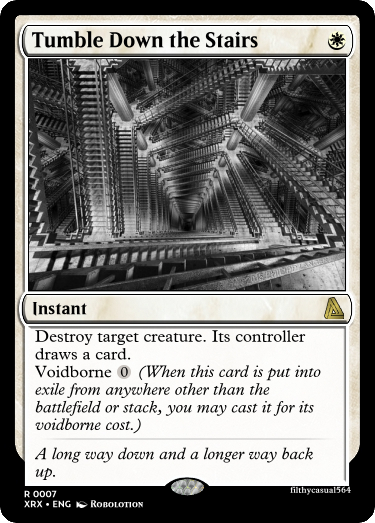 Tumble Down the Stairs
Instant
Destroy target creature. Its controller
draws a card.
Voidborne 0 (When this card is put into
exile from anywhere other than the
battlefield or stack, you may cast it for its
voidborne cost.)
A long way down and a longer way back
up.
R 0007
XRX • ENG Robolotion
filthycasual564